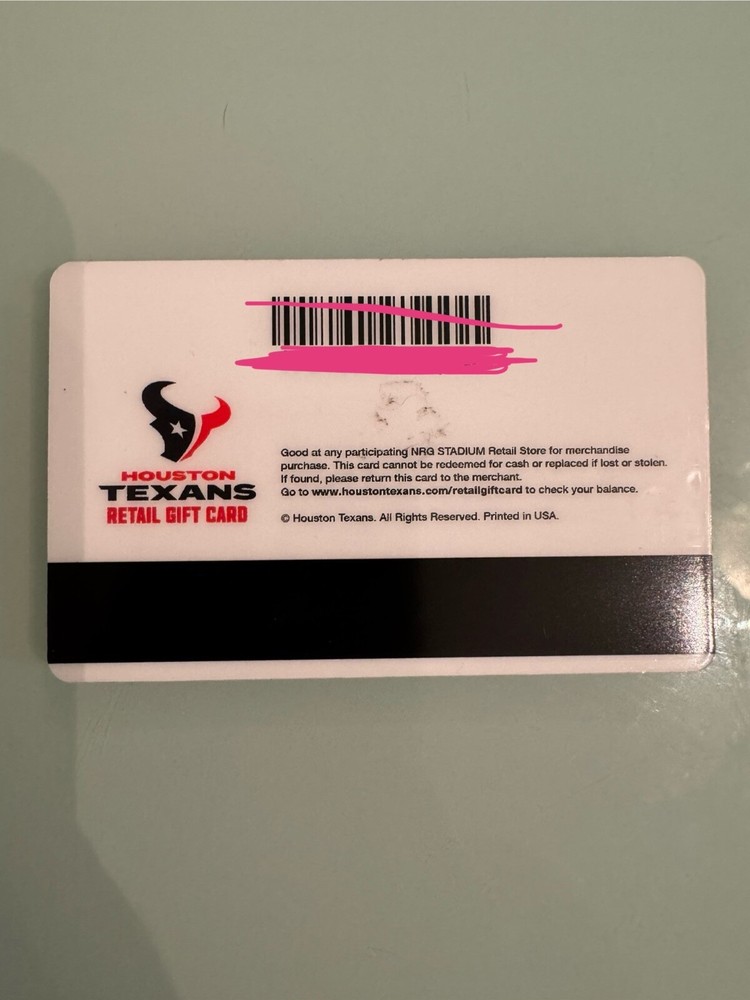 HOUSTON
TEXANS
RETAIL GIFT CARD
Good at any participating NRG STADIUM Retail Store for merchandise
purchase. This card cannot be redeemed for cash or replaced if lost or stolen.
If found, please return this card to the merchant.
Go to www.houstontexans.com/retailgiftcard to check your balance.
© Houston Texans. All Rights Reserved. Printed in USA.